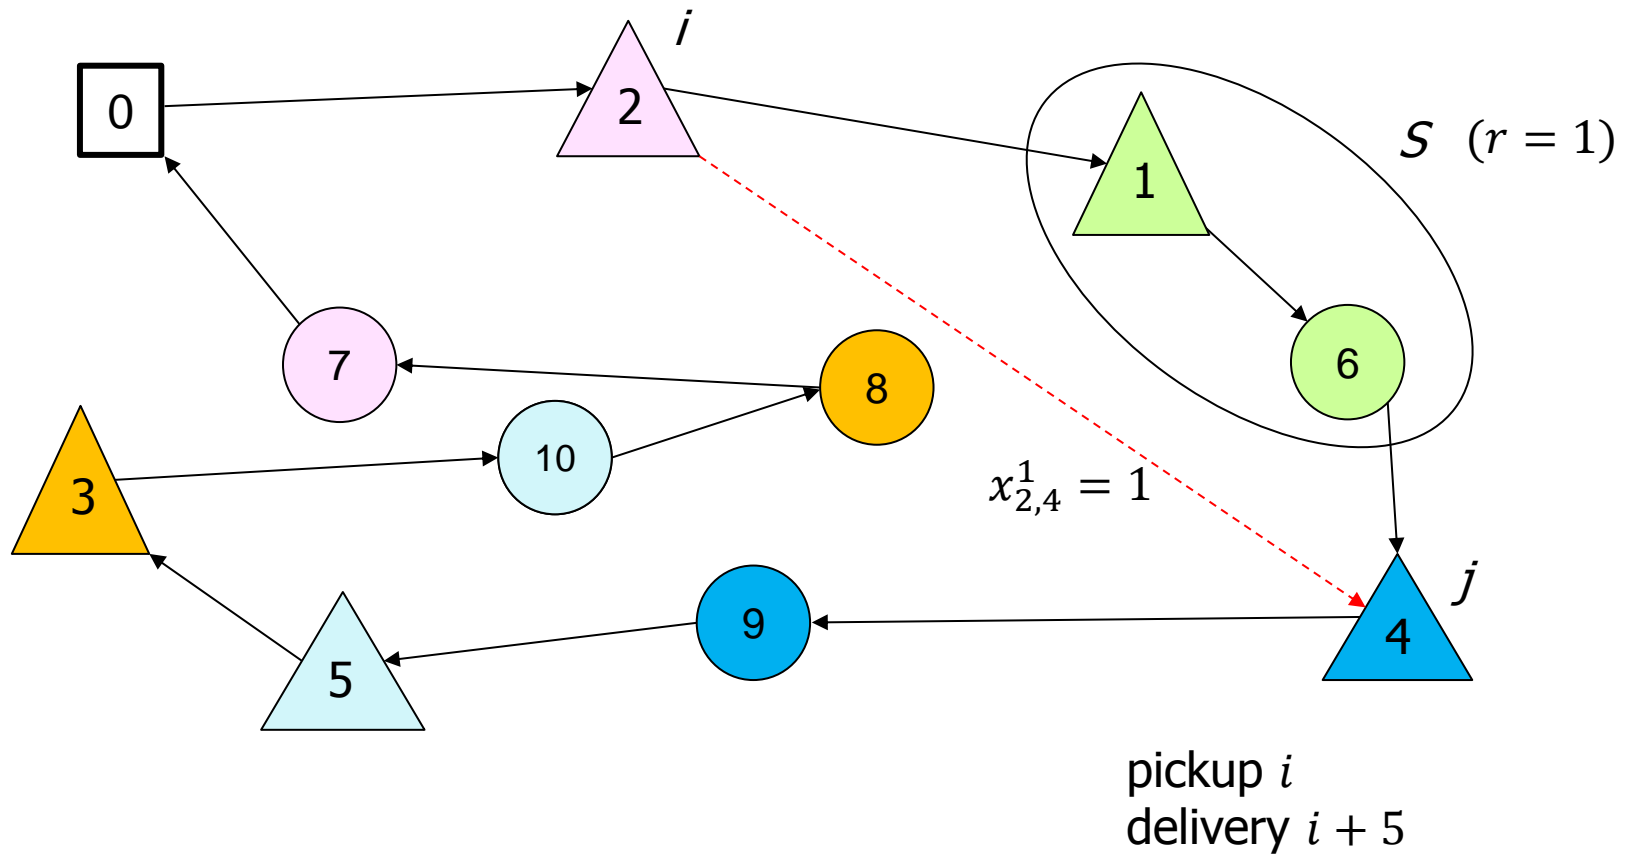 i
0
2
S (r = 1)
1
6
7
8
10
3
x^1_{2,4} = 1
j
9
4
5
pickup i
delivery i + 5